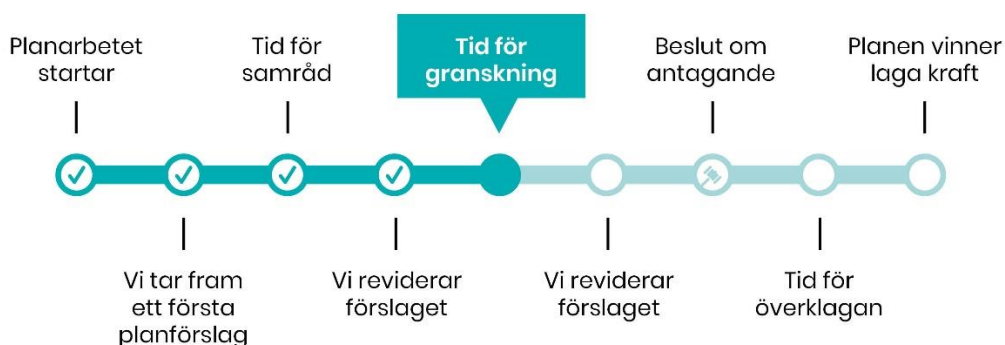 Planarbetet
startar
Tid för
samråd
Tid för
granskning
Beslut om
antagande
Planen vinner
laga kraft
Vi tar fram
ett första
planförslag
Vi reviderar
förslaget
Vi reviderar
förslaget
Tid för
överklagan